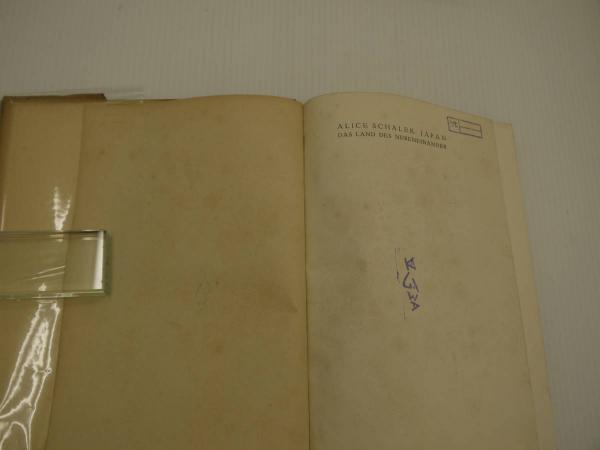 ALICE SCHALEK, JAPAN
DAS LAND DES NEBENEINANDER